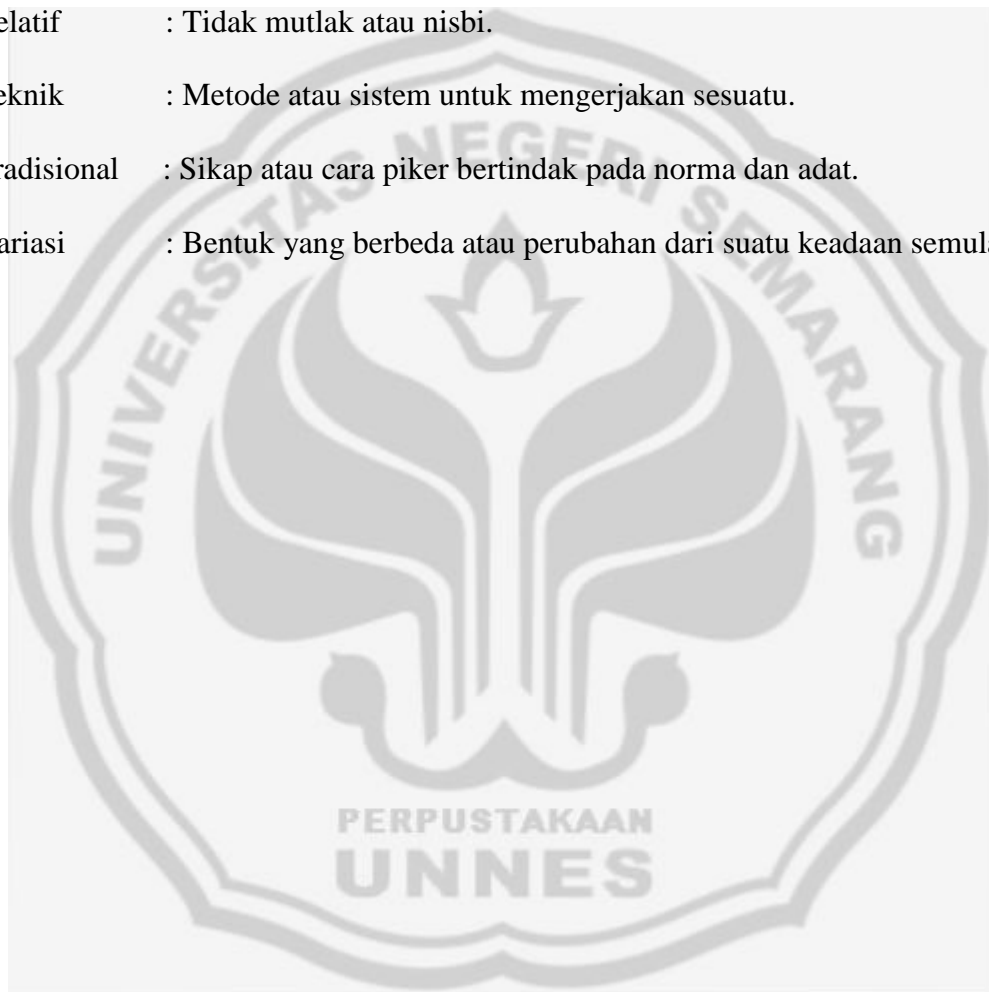 elatif : Tidak mutlak atau nisbi.
eknik : Metode atau sistem untuk mengerjakan sesuatu.
radisional : Sikap atau cara piker bertindak pada norma dan adat.
ariasi : Bentuk yang berbeda atau perubahan dari suatu keadaan semula
UNIVERSITAS NEGERI SEMARANG
PERPUSTAKAAN
UNNES